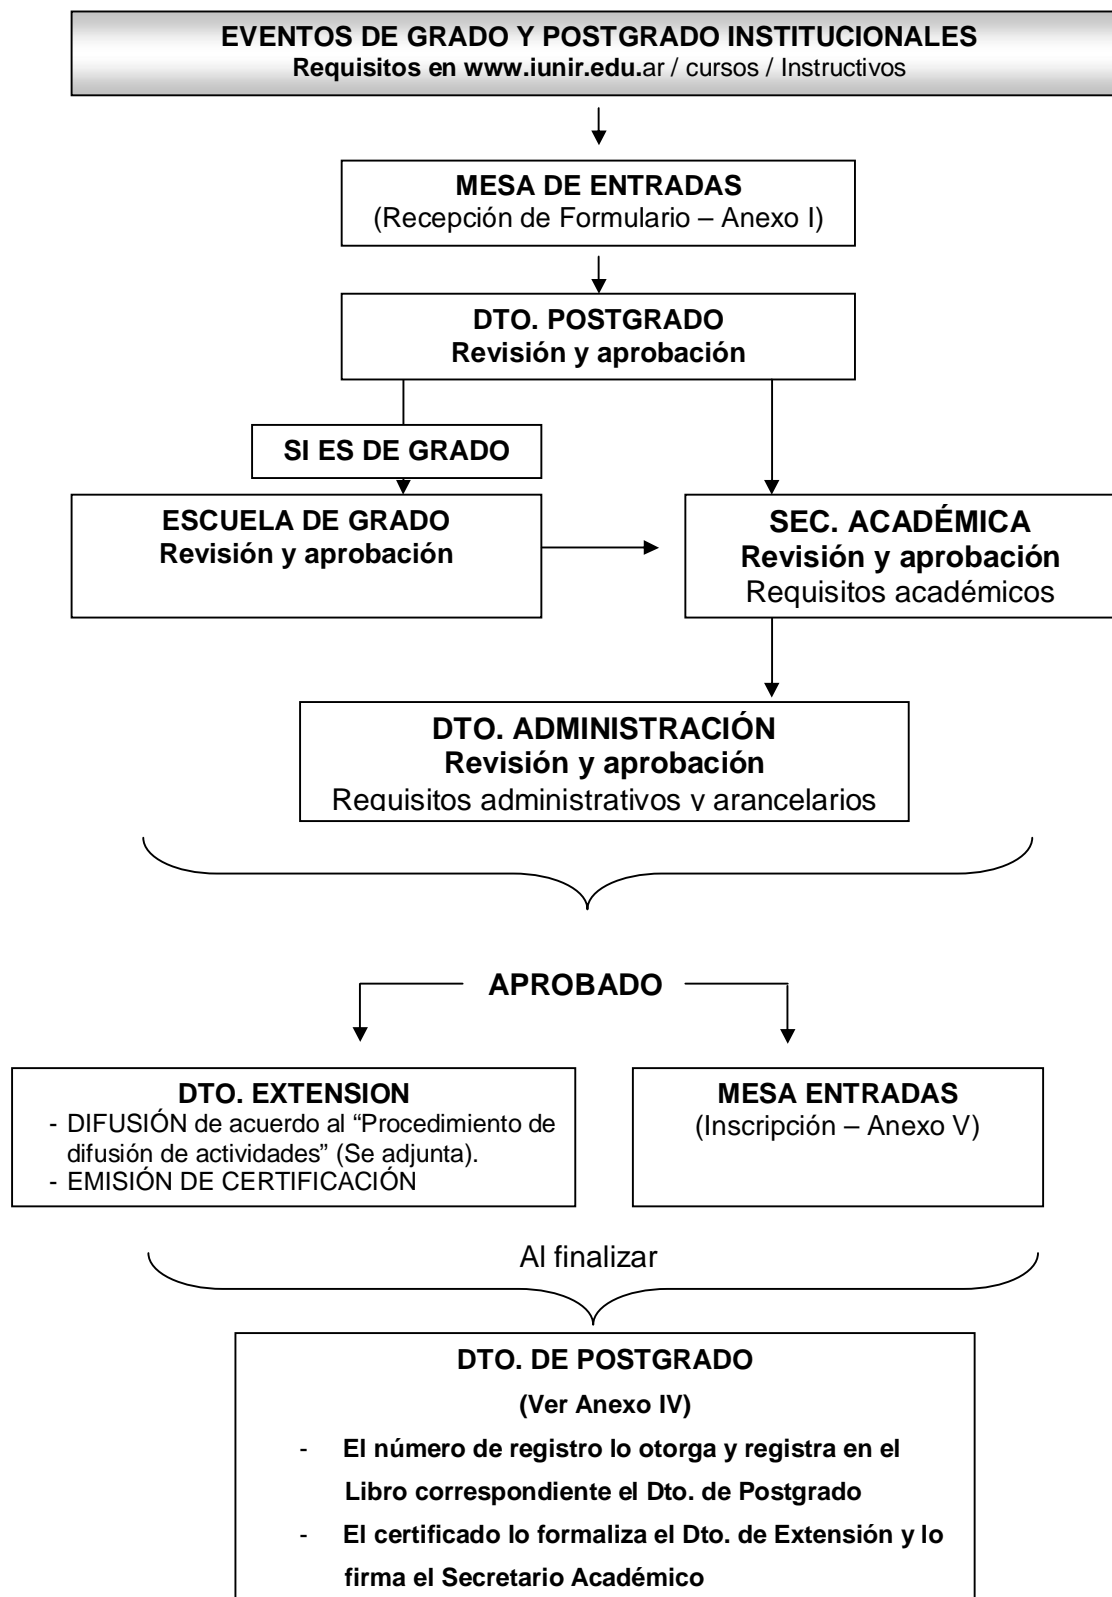 EVENTOS DE GRADO Y POSTGRADO INSTITUCIONALES
Requisitos en www.iunir.edu.ar / cursos / Instructivos
MESA DE ENTRADAS
(Recepción de Formulario – Anexo I)
DTO. POSTGRADO
Revisión y aprobación
SI ES DE GRADO
ESCUELA DE GRADO
Revisión y aprobación
SEC. ACADÉMICA
Revisión y aprobación
Requisitos académicos
DTO. ADMINISTRACIÓN
Revisión y aprobación
Requisitos administrativos y arancelarios
APROBADO
DTO. EXTENSION
- DIFUSIÓN de acuerdo al “Procedimiento de
difusión de actividades” (Se adjunta).
- EMISIÓN DE CERTIFICACIÓN
MESA ENTRADAS
(Inscripción – Anexo V)
Al finalizar
DTO. DE POSTGRADO
(Ver Anexo IV)
- El número de registro lo otorga y registra en el
Libro correspondiente el Dto. de Postgrado
- El certificado lo formaliza el Dto. de Extensión y lo
firma el Secretario Académico